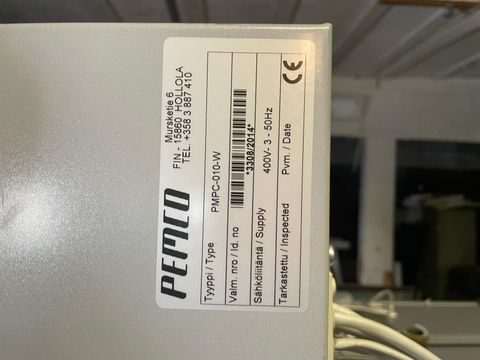 PEMCO
Mursketie 6
FIN - 15860 HOLLOLA
TEL. +358 3 887 410
Tyyppi / Type PMPC-010-W
Valm. nro / Id. no *3308/2014*
Sähköliitäntä / Supply 400V- 3 - 50Hz
Tarkastettu / Inspected Pvm. / Date
CE